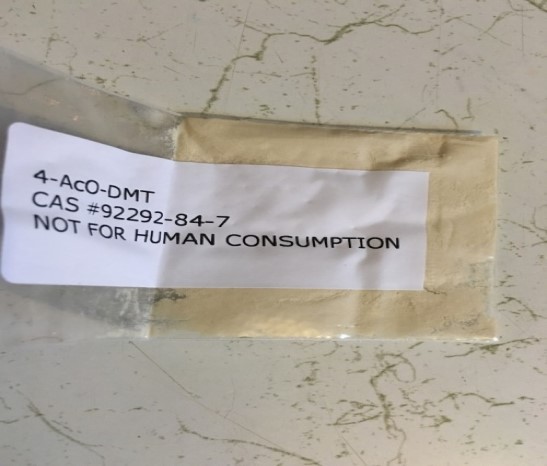 4-AcO-DMT
CAS #92292-84-7
NOT FOR HUMAN CONSUMPTION